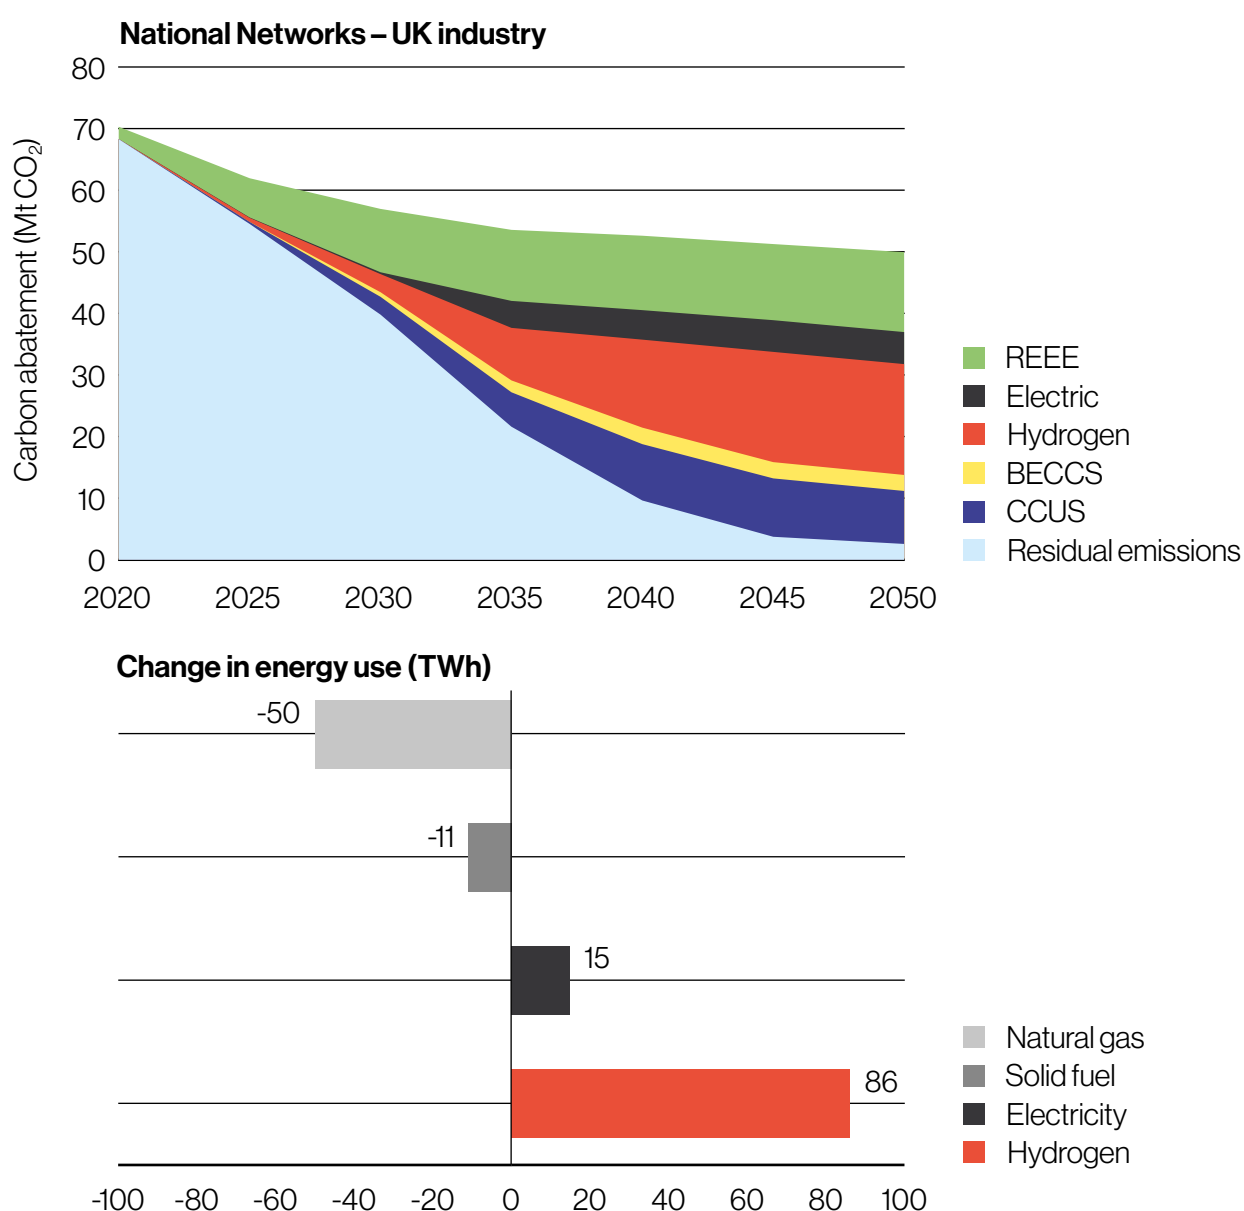 National Networks – UK industry
Carbon abatement (Mt CO₂)
80
70
60
50
40
30
20
10
0
2020 2025 2030 2035 2040 2045 2050
REEE
Electric
Hydrogen
BECCS
CCUS
Residual emissions
Change in energy use (TWh)
-50
-11
15
86
Natural gas
Solid fuel
Electricity
Hydrogen
-100 -80 -60 -40 -20 0 20 40 60 80 100